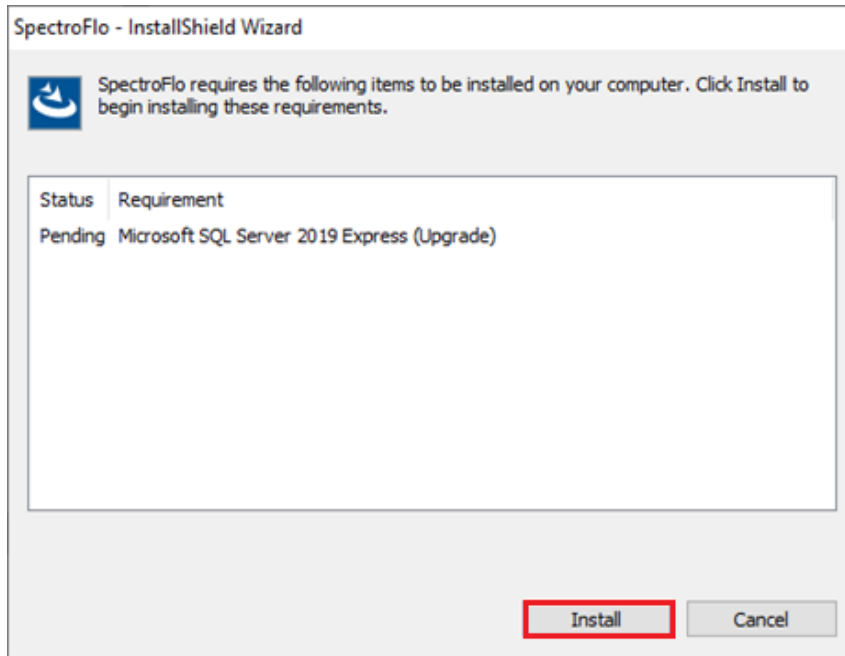 SpectroFlo - InstallShield Wizard
SpectroFlo requires the following items to be installed on your computer. Click Install to
begin installing these requirements.
Status Requirement
Pending Microsoft SQL Server 2019 Express (Upgrade)
Install Cancel